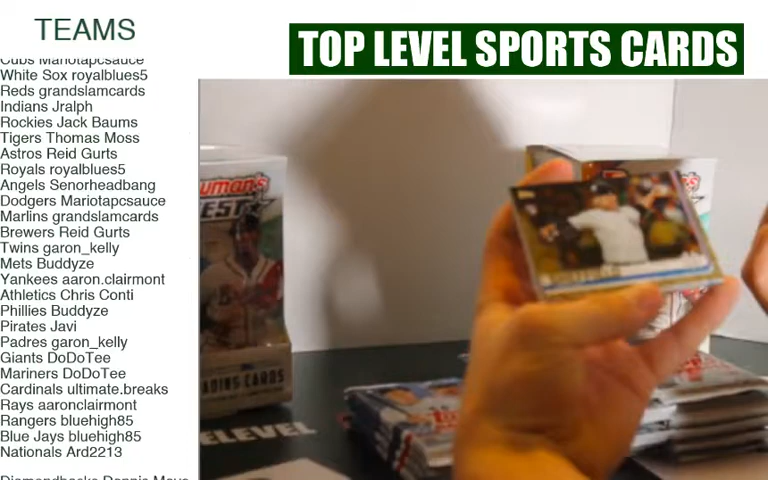 TEAMS
TOP LEVEL SPORTS CARDS
Cubs Mariotapcsauce
White Sox royalblues5
Reds grandslamcards
Indians Jralph
Rockies Jack Baums
Tigers Thomas Moss
Astros Reid Gurts
Royals royalblues5
Angels Senorheadbang
Dodgers Mariotapcsauce
Marlins grandslamcards
Brewers Reid Gurts
Twins garon_kelly
Mets Buddyze
Yankees aaron.clairmont
Athletics Chris Conti
Phillies Buddyze
Pirates Javi
Padres garon_kelly
Giants DoDoTee
Mariners DoDoTee
Cardinals ultimate.breaks
Rays aaronclairmont
Rangers bluehigh85
Blue Jays bluehigh85
Nationals Ard2213